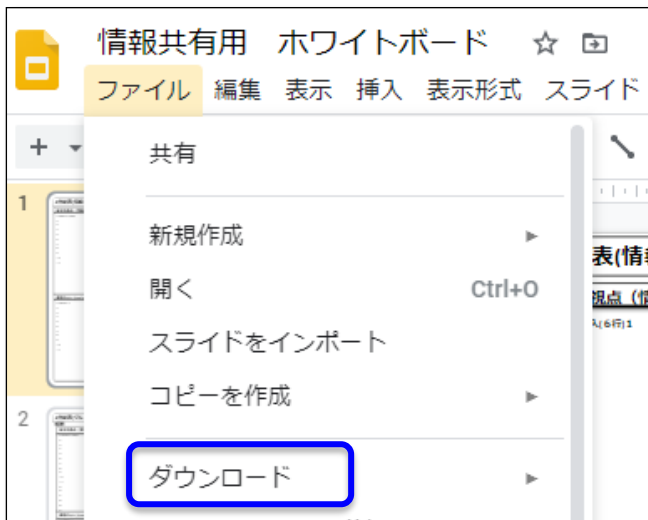 情報共有用　ホワイトボード
ファイル 編集 表示 挿入 表示形式 スライド
共有
1
新規作成
表(情
開く Ctrl+O
視点（情
スライドをインポート
コピーを作成
2
ダウンロード